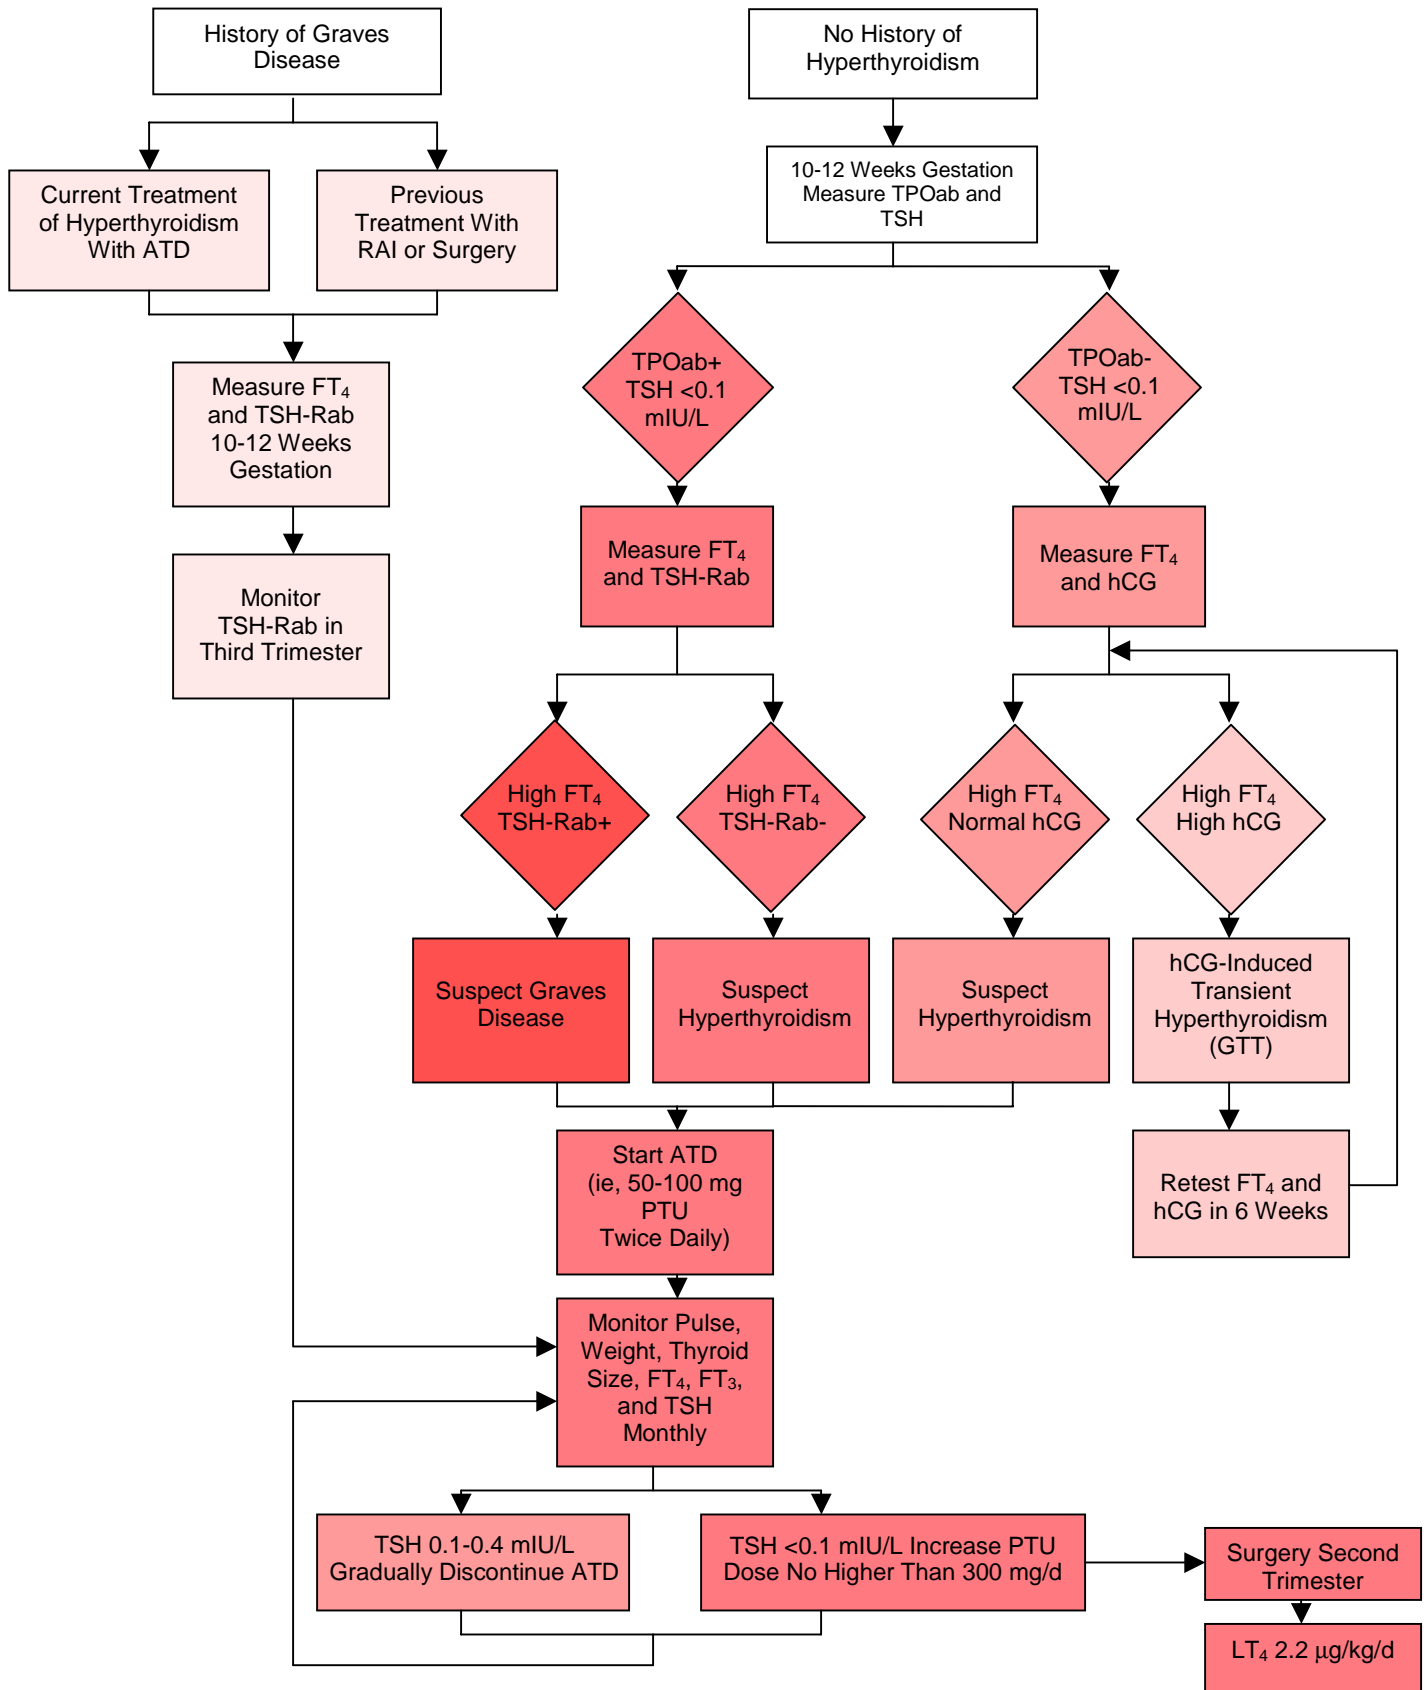 History of Graves
Disease
No History of
Hyperthyroidism
Current Treatment
of Hyperthyroidism
With ATD
Previous
Treatment With
RAI or Surgery
10-12 Weeks Gestation
Measure TPOab and
TSH
TPOab+
TSH <0.1
mIU/L
TPOab-
TSH <0.1
mIU/L
Measure FT₄
and TSH-Rab
10-12 Weeks
Gestation
Measure FT₄
and TSH-Rab
Measure FT₄
and hCG
Monitor
TSH-Rab in
Third Trimester
High FT₄
TSH-Rab+
High FT₄
TSH-Rab-
High FT₄
Normal hCG
High FT₄
High hCG
Suspect Graves
Disease
Suspect
Hyperthyroidism
Suspect
Hyperthyroidism
hCG-Induced
Transient
Hyperthyroidism
(GTT)
Start ATD
(ie, 50-100 mg
PTU
Twice Daily)
Retest FT₄ and
hCG in 6 Weeks
Monitor Pulse,
Weight, Thyroid
Size, FT₄, FT₃,
and TSH
Monthly
TSH 0.1-0.4 mIU/L
Gradually Discontinue ATD
TSH <0.1 mIU/L Increase PTU
Dose No Higher Than 300 mg/d
Surgery Second
Trimester
LT₄ 2.2 μg/kg/d